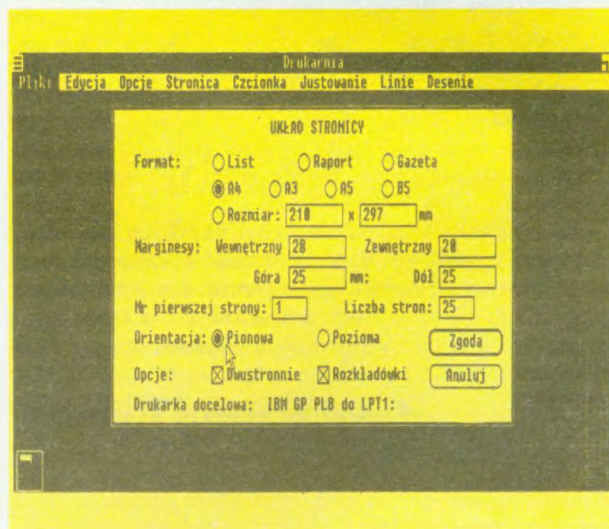 Drukarnia
Pliki Edycja Opcje Stronica Czcionka Justowanie Linie Desenie
UKŁAD STRONICY
Format: List Raport Gazeta
A4 A3 A5 B5
Rozmiar: 210 x 297 mm
Marginesy: Wewnętrzny 28 Zewnętrzny 20
Góra 25 mm: Dół 25
Nr pierwszej strony: 1 Liczba stron: 25
Orientacja: Pionowa Pozioma Zgoda
Opcje: Dwustronnie Rozkładówki Anuluj
Drukarka docelowa: IBM GP PLB do LPT1: